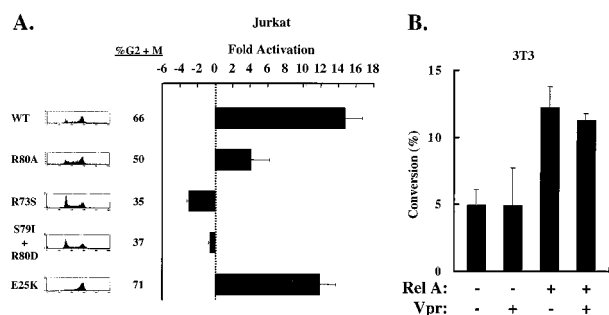 A.
Jurkat
%G2 + M
Fold Activation
-6 -4 -2 0 2 4 6 8 10 12 14 16 18
WT 66
R80A 50
R73S 35
S79I
+ 37
R80D
E25K 71
B.
3T3
Conversion (%)
15
10
5
0
Rel A: - - + +
Vpr: - + - +